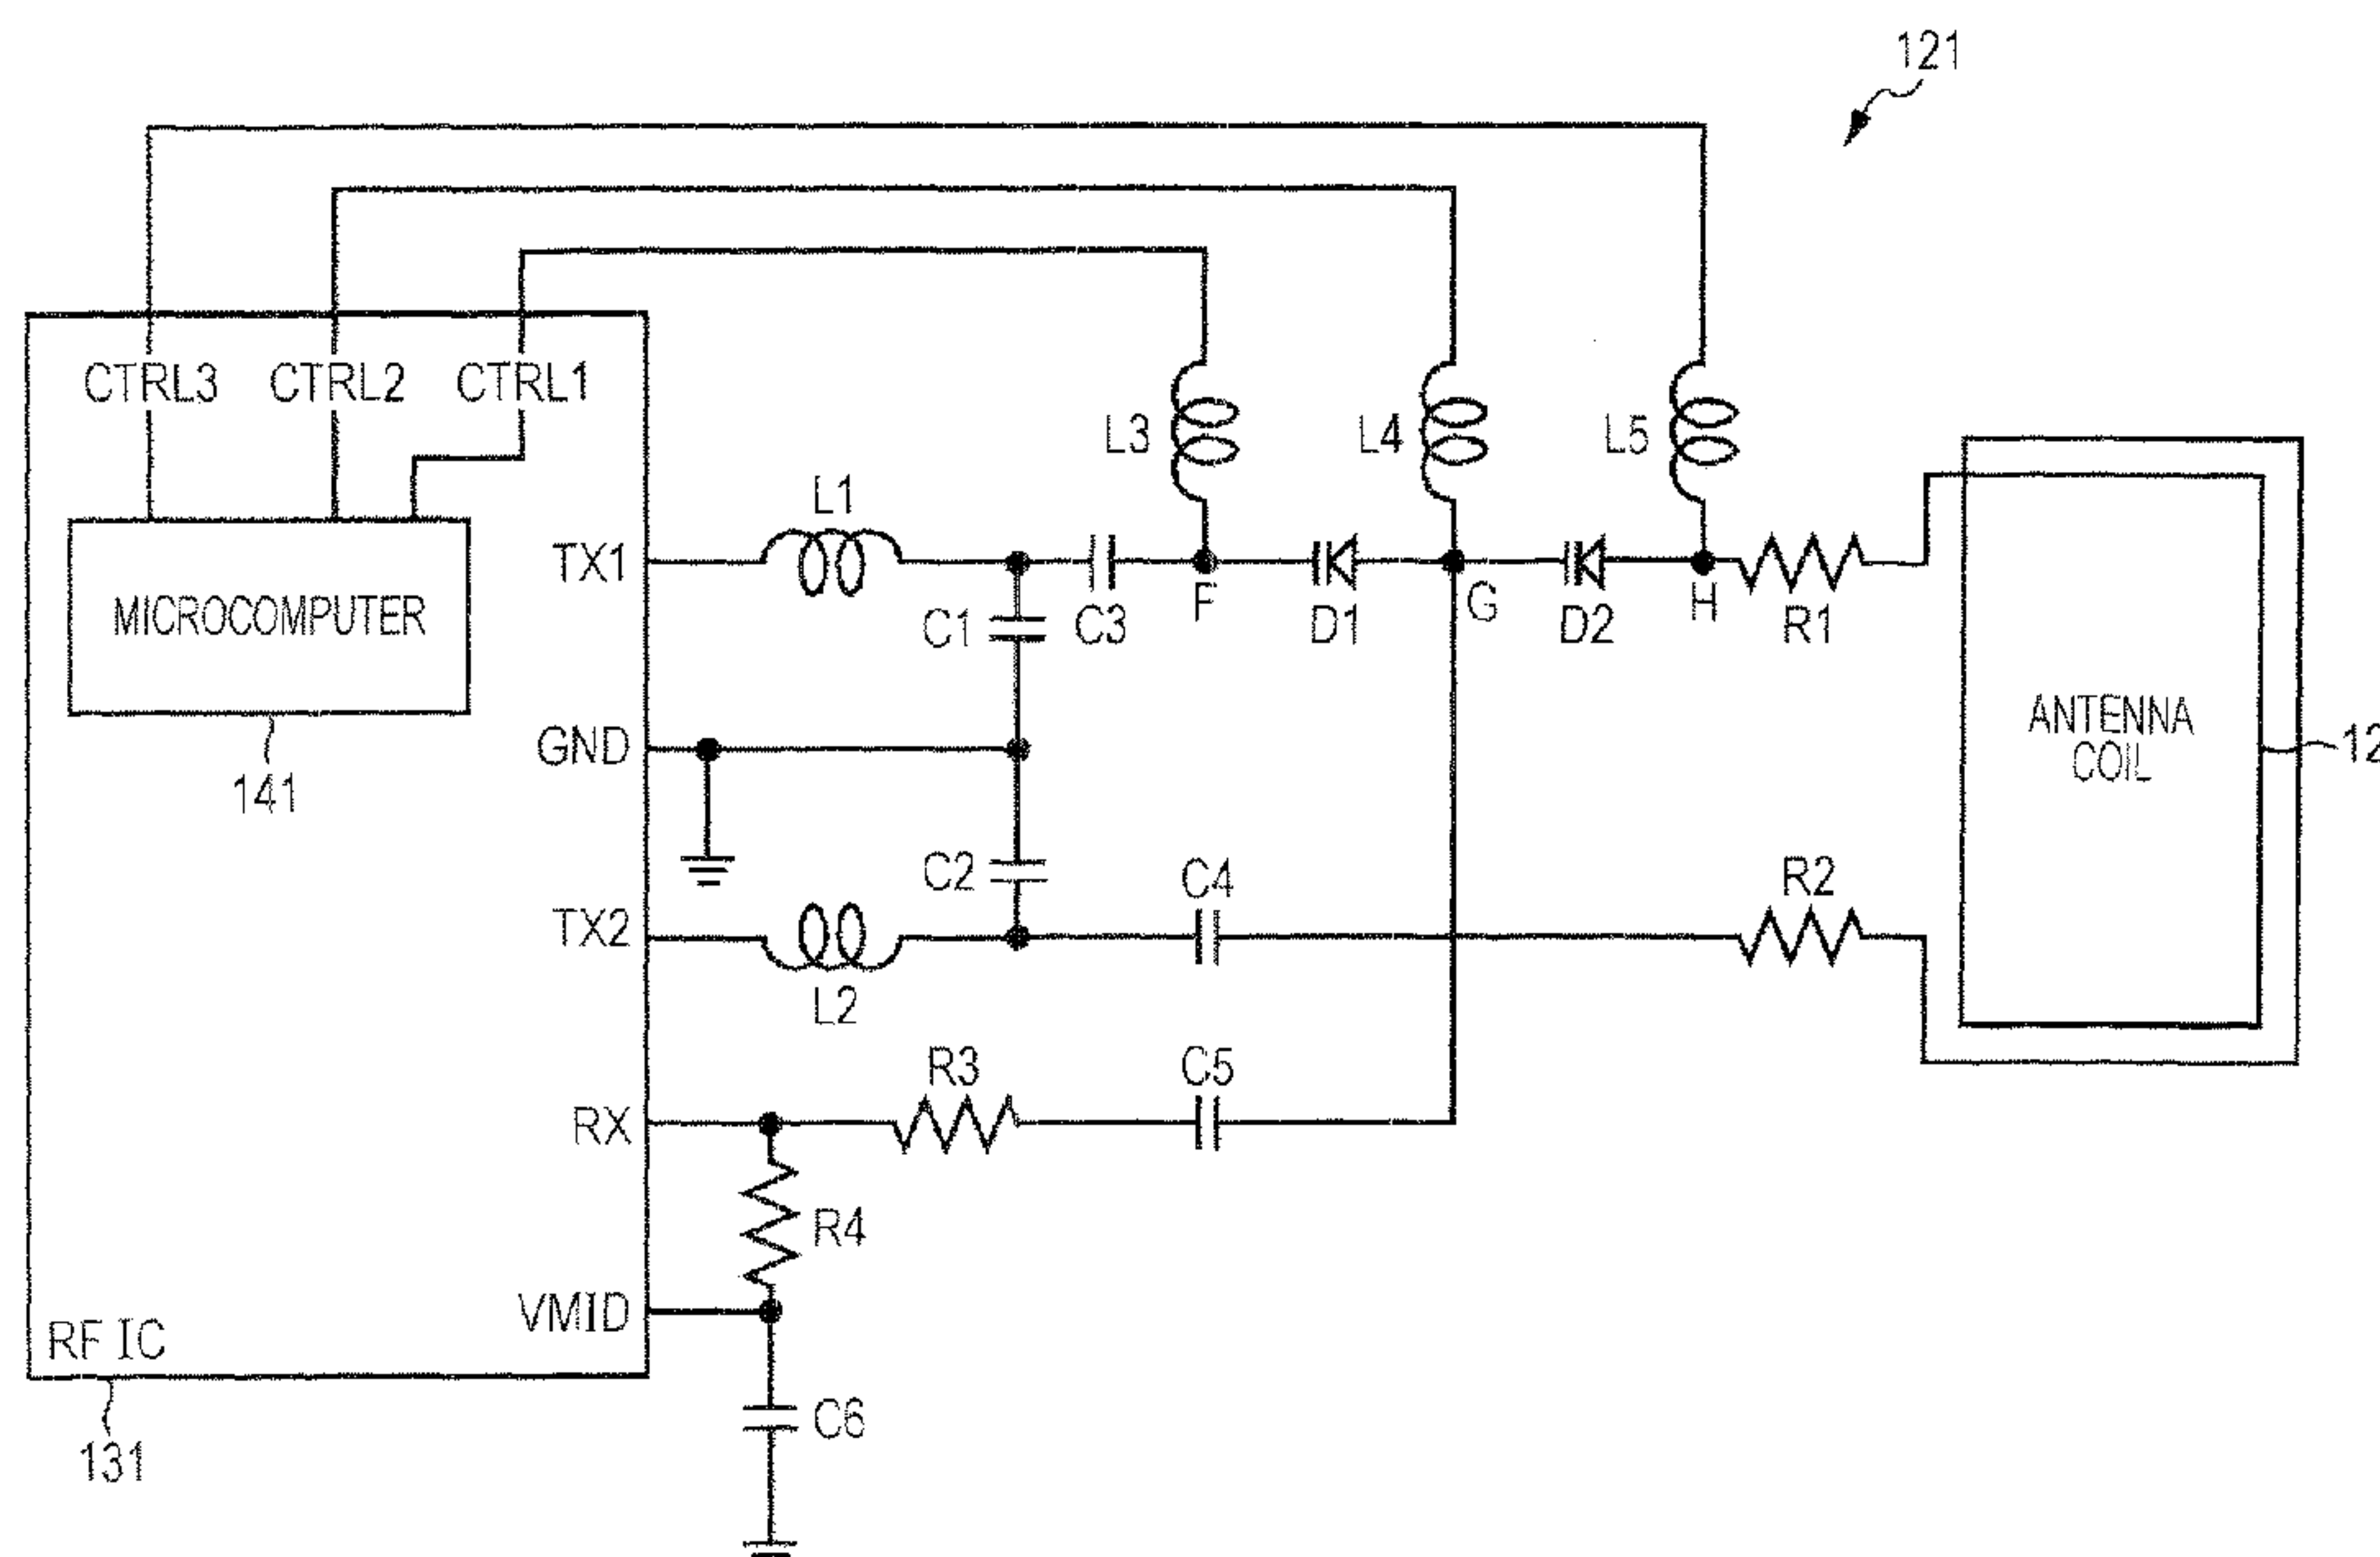 121
CTRL3
CTRL2
CTRL1
L3
L4
L5
L1
TX1
MICROCOMPUTER
C1
C3
F
D1
G
D2
H
R1
ANTENNA
COIL
GND
141
C2
C4
R2
TX2
L2
R3
C5
RX
R4
VMID
RF IC
C6
131